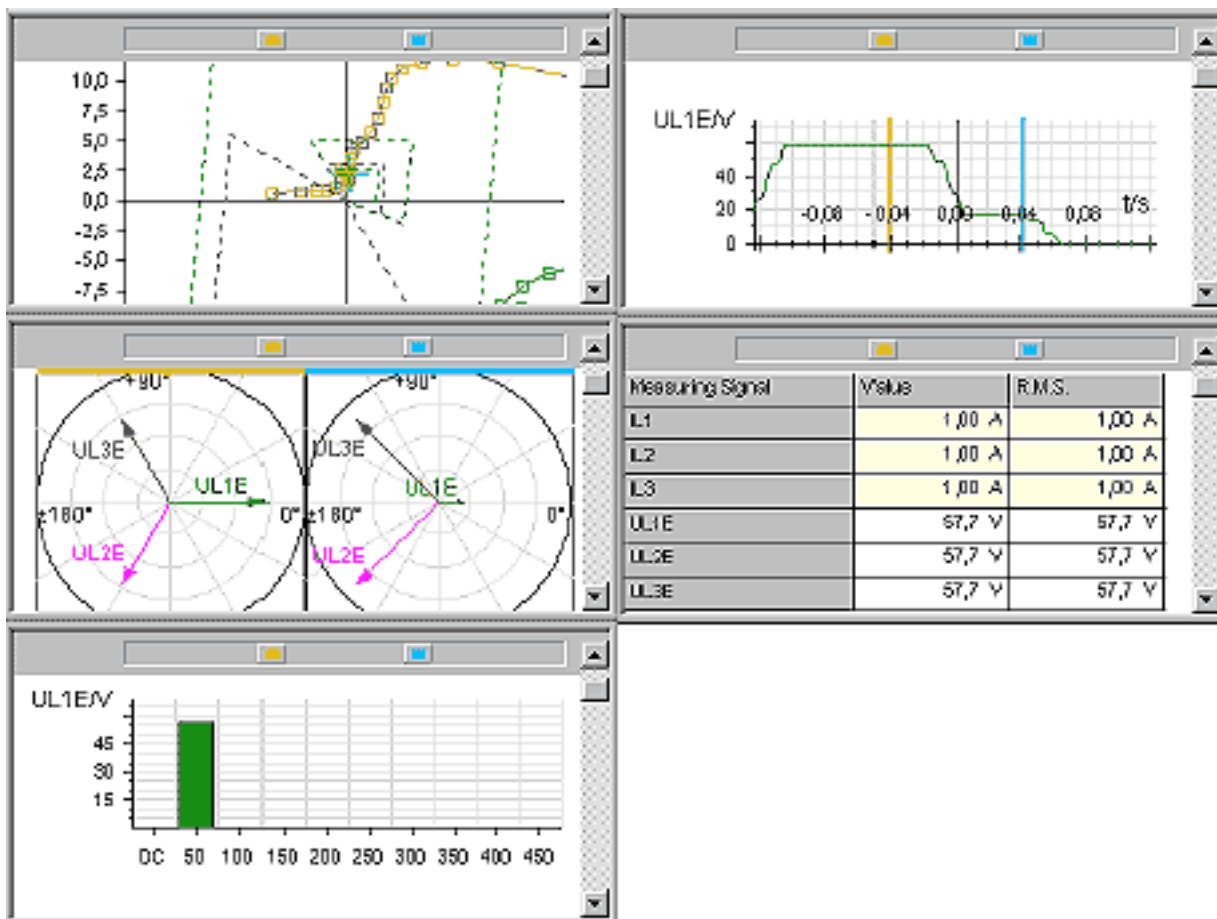 10,0
7,5
5,0
2,5
0,0
-2,5
-5,0
-7,5
UL1E/V
40
20
0
-0,08 -0,04 0,00 0,04 0,08 t/s
+90° +90°
UL3E UL3E
UL1E UL1E
±180° 0° ±180° 0°
UL2E UL2E
Measuring Signal Value R.M.S.
IL1 1,00 A 1,00 A
IL2 1,00 A 1,00 A
IL3 1,00 A 1,00 A
UL1E 57,7 V 57,7 V
UL2E 57,7 V 57,7 V
UL3E 57,7 V 57,7 V
UL1E/V
45
30
15
DC 50 100 150 200 250 300 350 400 450